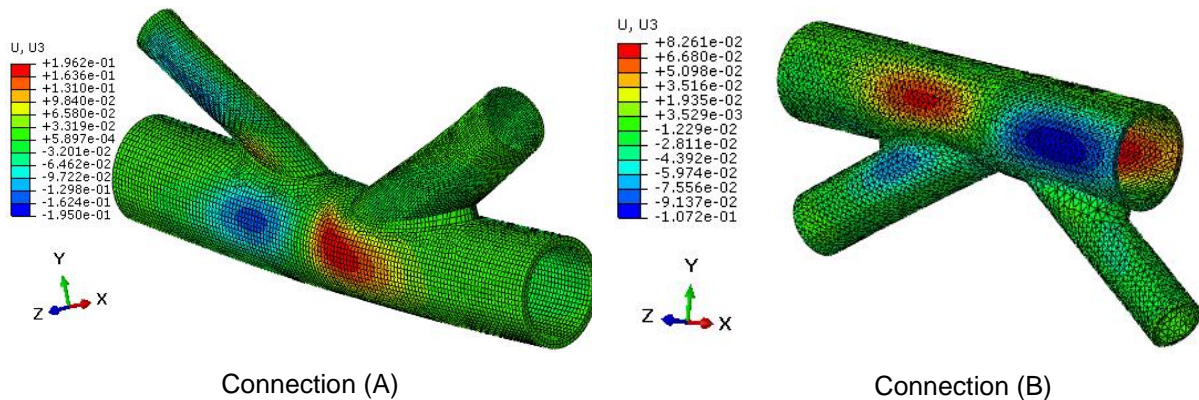 U, U3
+1.962e-01
+1.636e-01
+1.310e-01
+9.840e-02
+6.580e-02
+3.319e-02
+5.897e-04
-3.201e-02
-6.462e-02
-9.722e-02
-1.298e-01
-1.624e-01
-1.950e-01
Y
Z
X
Connection (A)
U, U3
+8.261e-02
+6.680e-02
+5.098e-02
+3.516e-02
+1.935e-02
+3.529e-03
-1.229e-02
-2.811e-02
-4.392e-02
-5.974e-02
-7.556e-02
-9.137e-02
-1.072e-01
Y
Z
X
Connection (B)